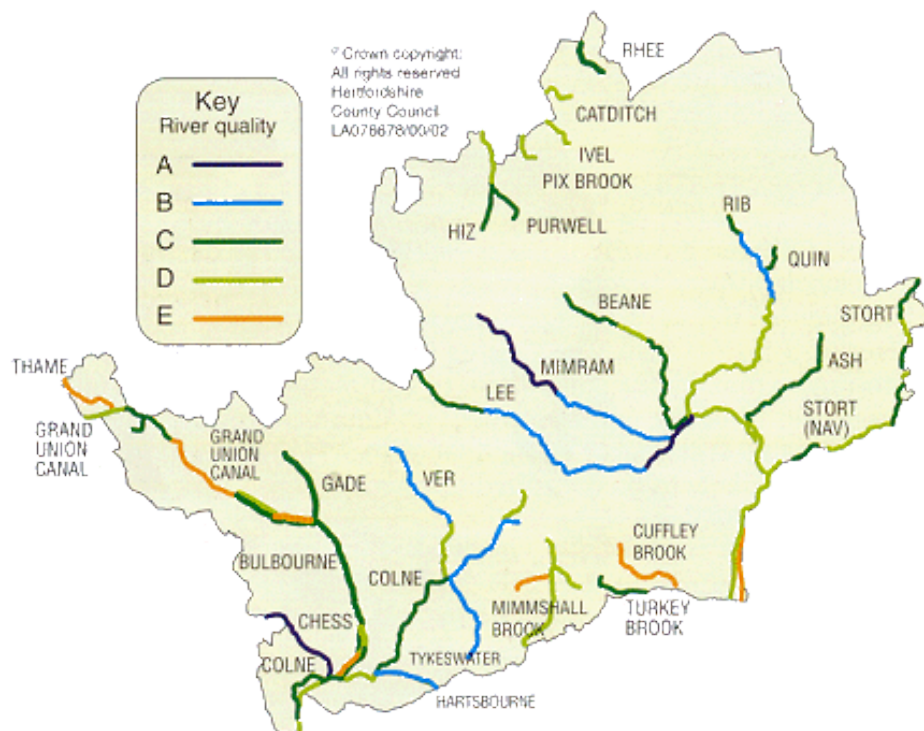 ° Crown copyright:
All rights reserved
Hertfordshire
County Council
LA076678/00/02
Key
River quality
A
B
C
D
E
RHEE
CATDITCH
IVEL
PIX BROOK
PURWELL
HIZ
RIB
QUIN
BEANE
STORT
MIMRAM
ASH
LEE
STORT
(NAV)
THAME
GRAND
UNION
CANAL
GRAND
UNION
CANAL
GADE
VER
BULBOURNE
COLNE
CUFFLEY
BROOK
CHESS
MIMMSHALL
BROOK
TURKEY
BROOK
COLNE
TYKESWATER
HARTSBOURNE